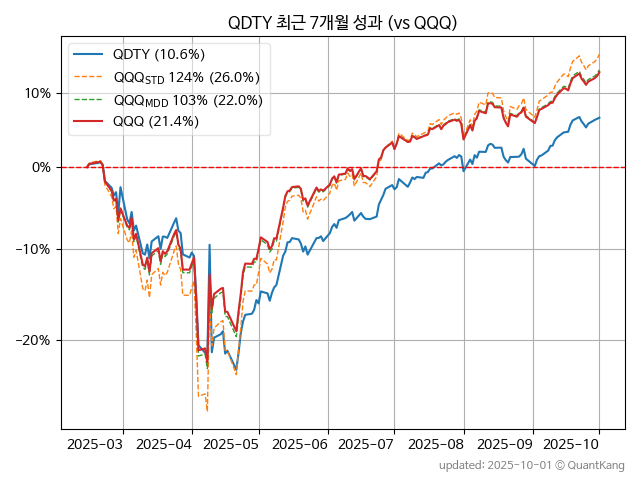 QDTY 최근 7개월 성과 (vs QQQ)
QDTY (10.6%)
QQQSTD 124% (26.0%)
QQQMDD 103% (22.0%)
QQQ (21.4%)
10%
0%
−10%
−20%
2025-03 2025-04 2025-05 2025-06 2025-07 2025-08 2025-09 2025-10
updated: 2025-10-01 © QuantKang